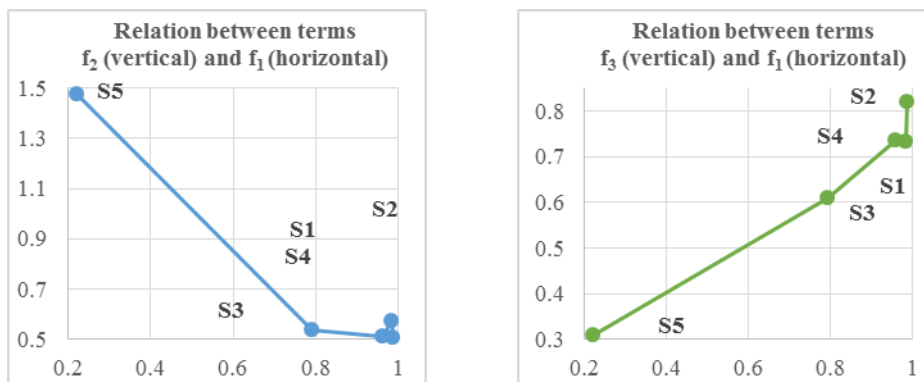 Relation between terms
f₂ (vertical) and f₁ (horizontal)
1.5
S5
1.3
1.1
S2
S1
0.9
S4
0.7
S3
0.5
0.2 0.4 0.6 0.8 1
Relation between terms
f₃ (vertical) and f₁ (horizontal)
S2
0.8
S4
0.7
S1
0.6
S3
0.5
0.4
S5
0.3
0.2 0.4 0.6 0.8 1